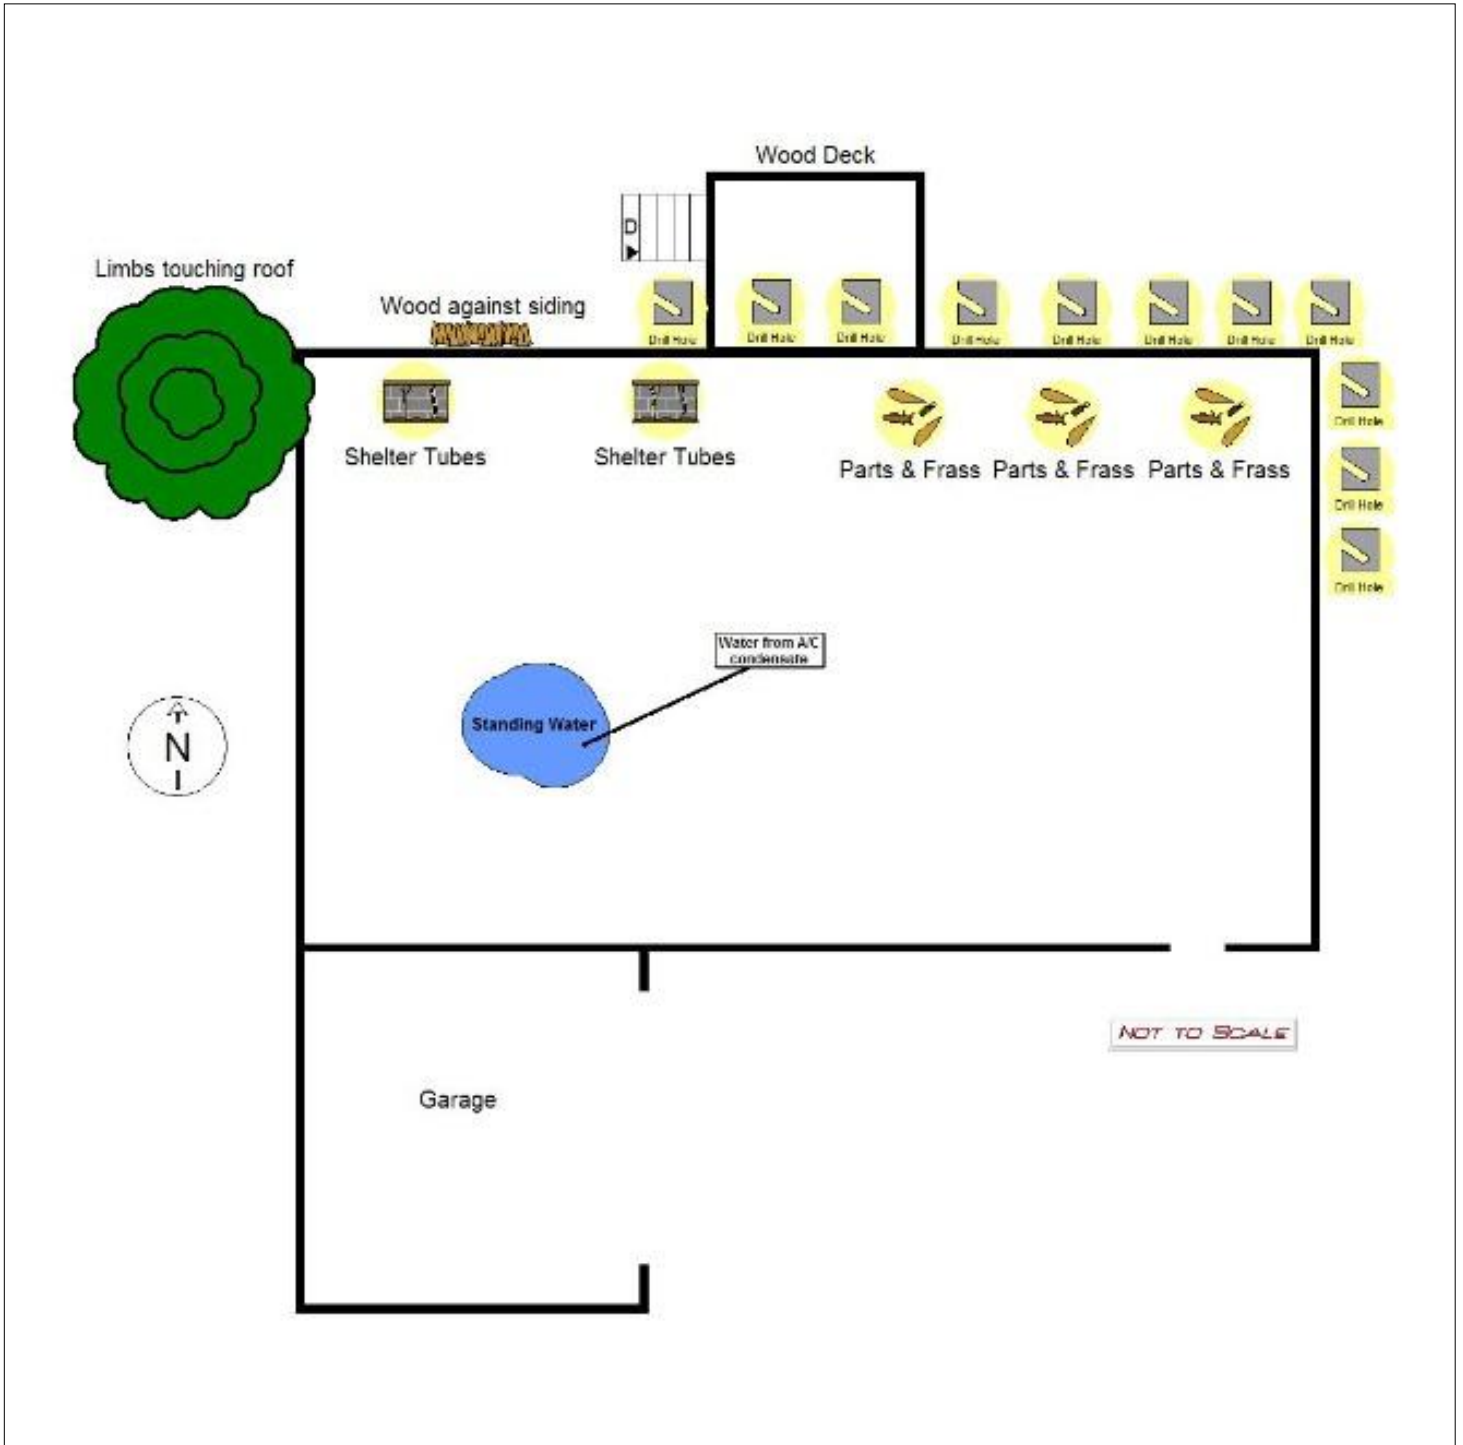 Wood Deck
D
Limbs touching roof
Wood against siding
Drill Hole Drill Hole Drill Hole Drill Hole Drill Hole Drill Hole Drill Hole Drill Hole
Drill Hole
Shelter Tubes Shelter Tubes Parts & Frass Parts & Frass Parts & Frass
Drill Hole
Drill Hole
Water from A/C
condensate
Standing Water
N
NOT TO SCALE
Garage